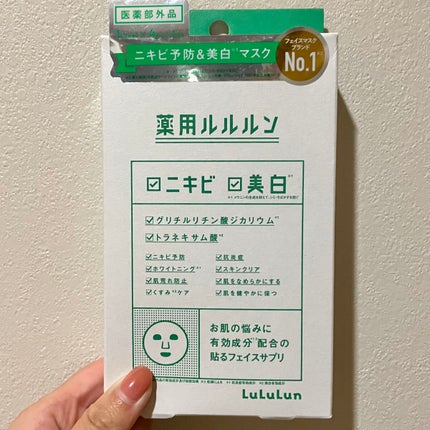 医薬部外品
ニキビ予防&美白*¹マスク
フェイスマスク
ブランド
No.1
薬用ルルルン
☑ニキビ ☑美白*¹
☑グリチルリチン酸ジカリウム
☑トラネキサム酸
☑ニキビ予防 ☑抗炎症
☑ホワイトニング ☑スキンクリア
☑肌荒れ防止 ☑肌をなめらかにする
☑くすみケア ☑肌を健やかに保つ
お肌の悩みに
有効成分配合の
貼るフェイスサプリ
LuLuLun